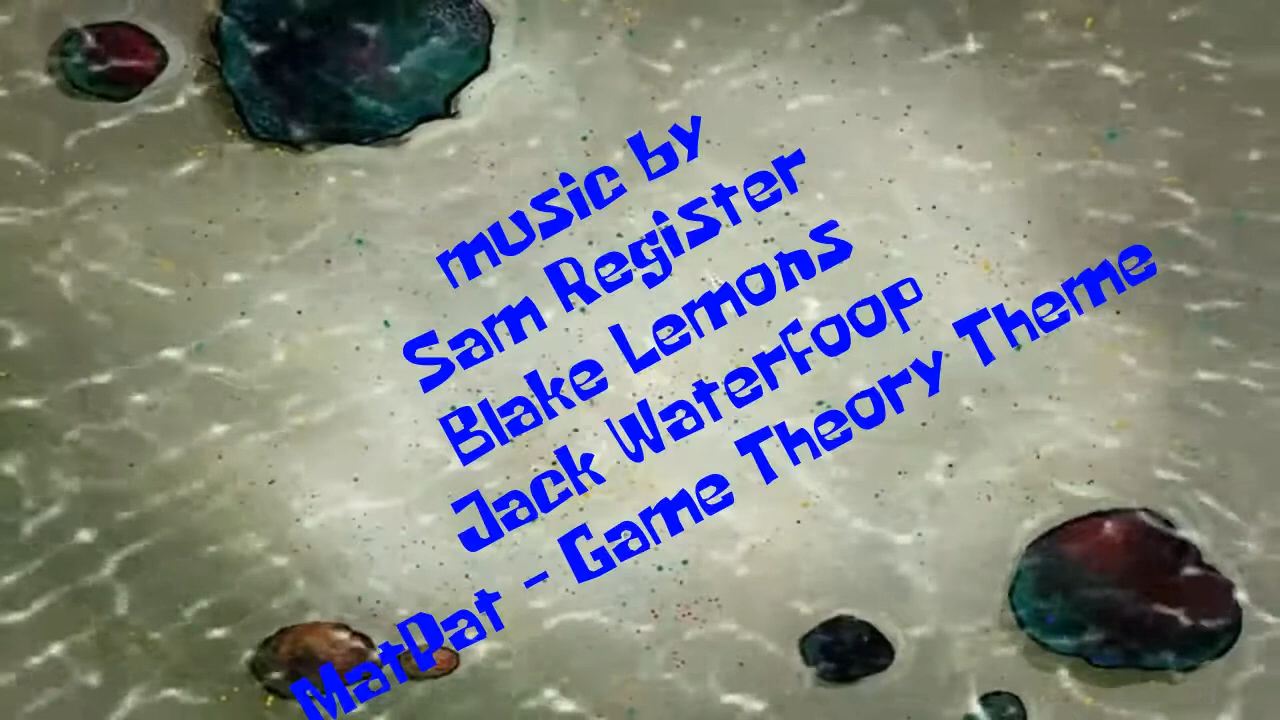 music by
Sam Register
Blake Lemons
Jack Waterfoop
MatPat - Game Theory Theme